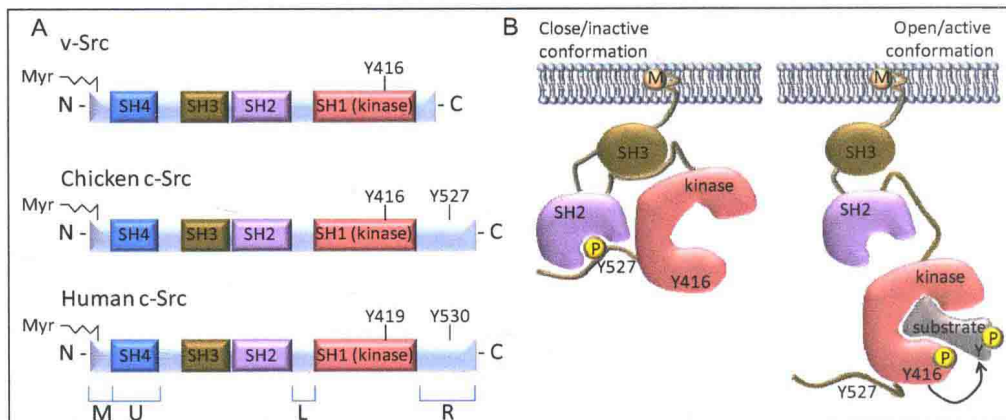 A
v-Src
Myr
Y416
N -
SH4
SH3
SH2
SH1 (kinase)
- C
Chicken c-Src
Myr
Y416
Y527
N -
SH4
SH3
SH2
SH1 (kinase)
- C
Human c-Src
Myr
Y419
Y530
N -
SH4
SH3
SH2
SH1 (kinase)
- C
M
U
L
R
B
Close/inactive
conformation
M
SH3
kinase
SH2
P
Y527
Y416
Open/active
conformation
M
SH3
SH2
kinase
substrate
P
Y
P
Y416
Y527